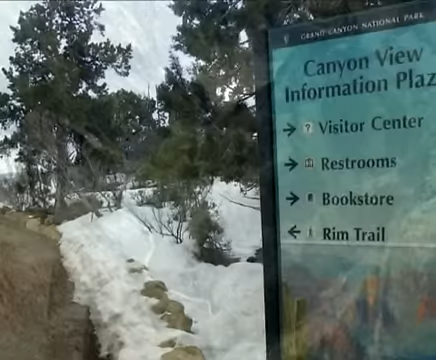 GRAND CANYON NATIONAL PARK
Canyon View
Information Plaz
→ ? Visitor Center
→ Restrooms
→ Bookstore
← Rim Trail